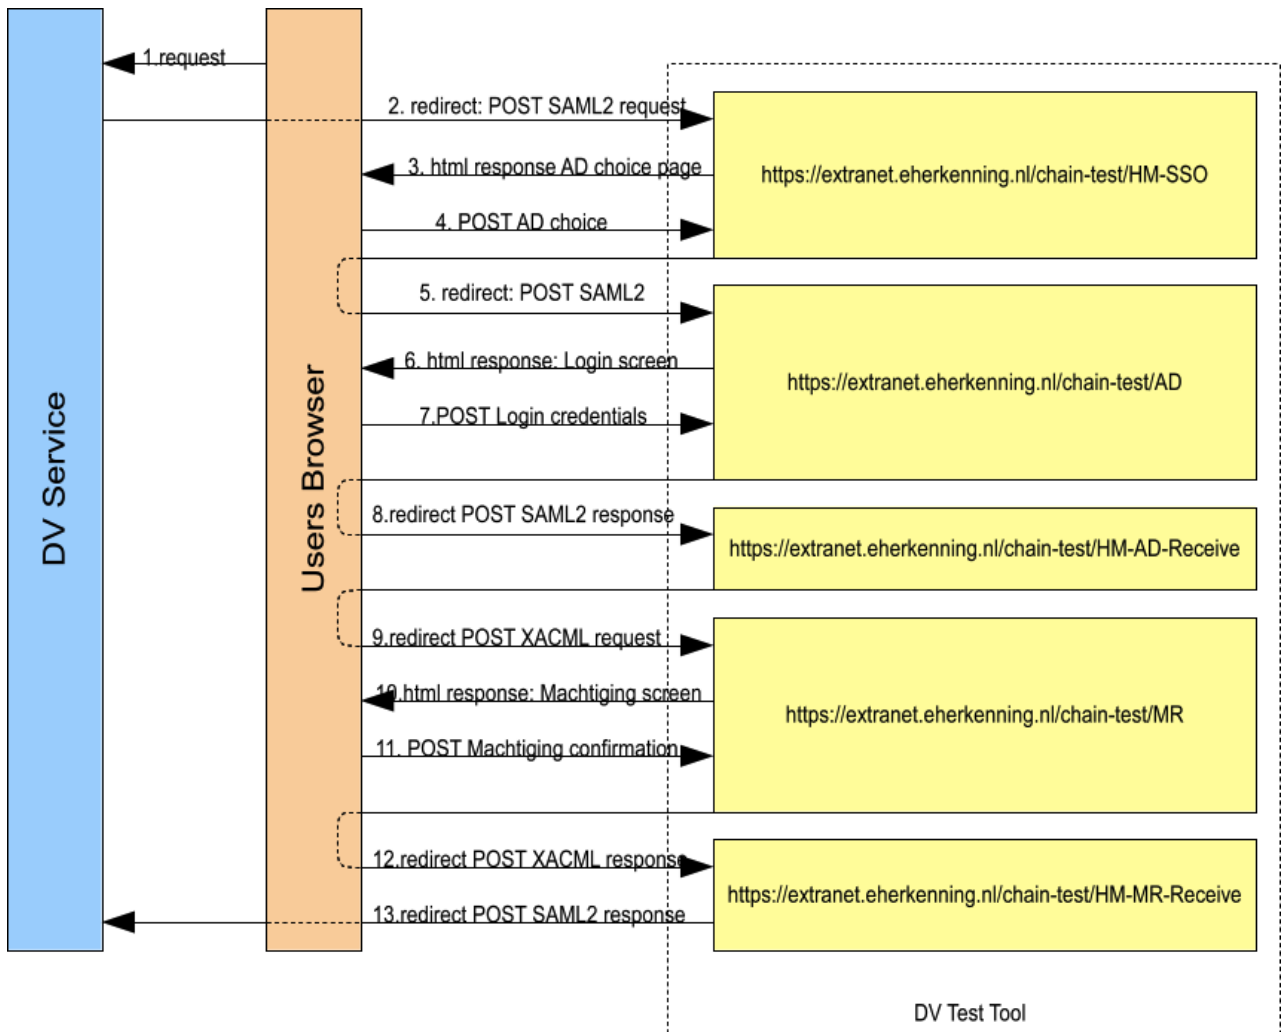 1.request
2. redirect: POST SAML2 request
https://extranet.eherkenning.nl/chain-test/HM-SSO
3. html response AD choice page
4. POST AD choice
5. redirect: POST SAML2
6. html response: Login screen
https://extranet.eherkenning.nl/chain-test/AD
7.POST Login credentials
DV Service
Users Browser
8.redirect POST SAML2 response
https://extranet.eherkenning.nl/chain-test/HM-AD-Receive
9.redirect POST XACML request
10.html response: Machtiging screen
https://extranet.eherkenning.nl/chain-test/MR
11. POST Machtiging confirmation
12.redirect POST XACML response
https://extranet.eherkenning.nl/chain-test/HM-MR-Receive
13.redirect POST SAML2 response
DV Test Tool